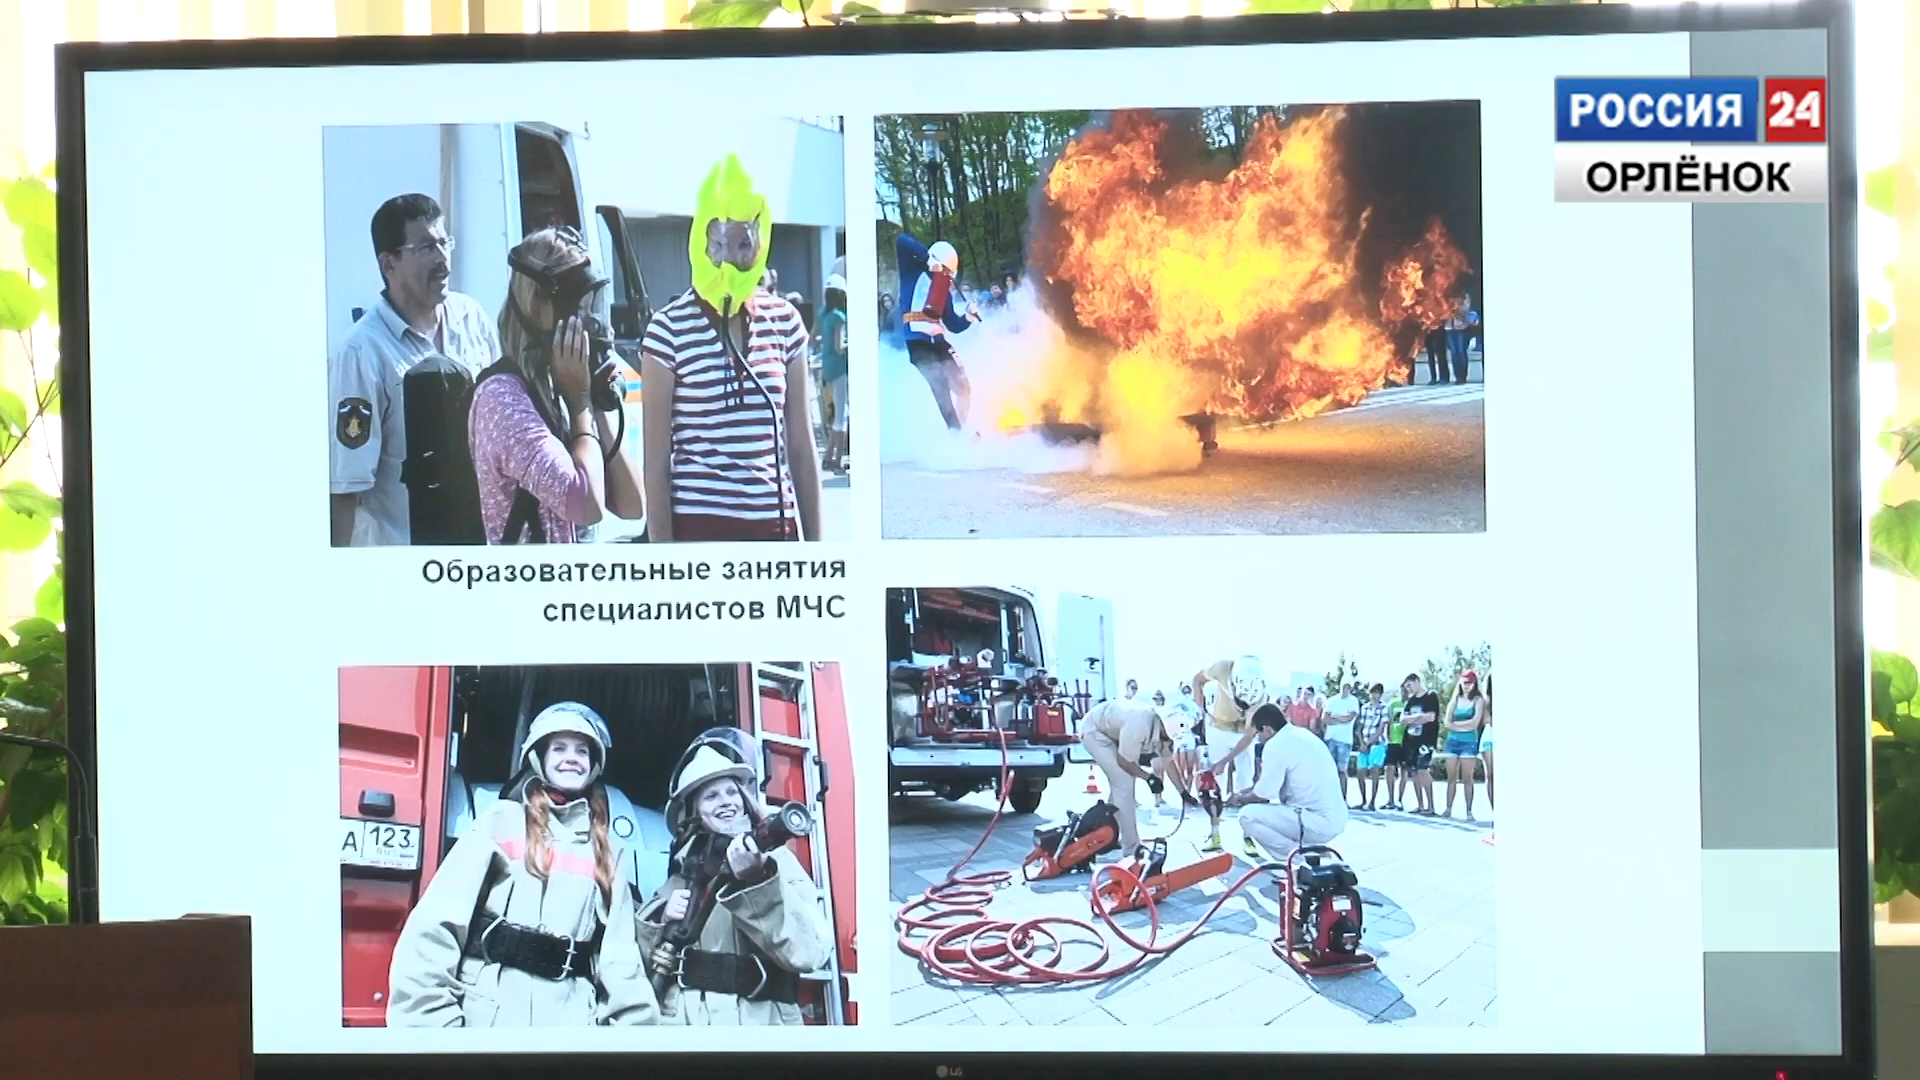 РОССИЯ 24
ОРЛЁНОК
Образовательные занятия
специалистов МЧС
А 123
LG